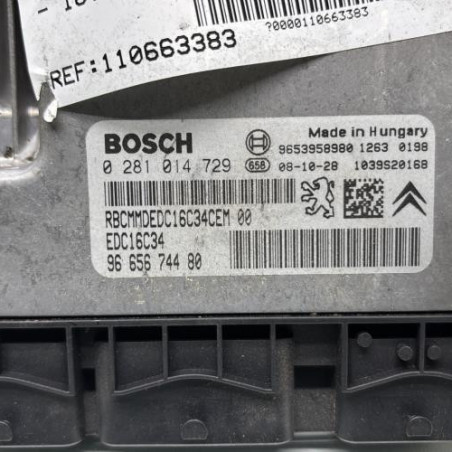 REF:110663383
?0000110663383
BOSCH
Made in Hungary
9653958980 1263 0198
0 281 014 729 658 08-10-28 1039S20168
RBCMMDEDC16C34CEM 00
EDC16C34
96 656 744 80